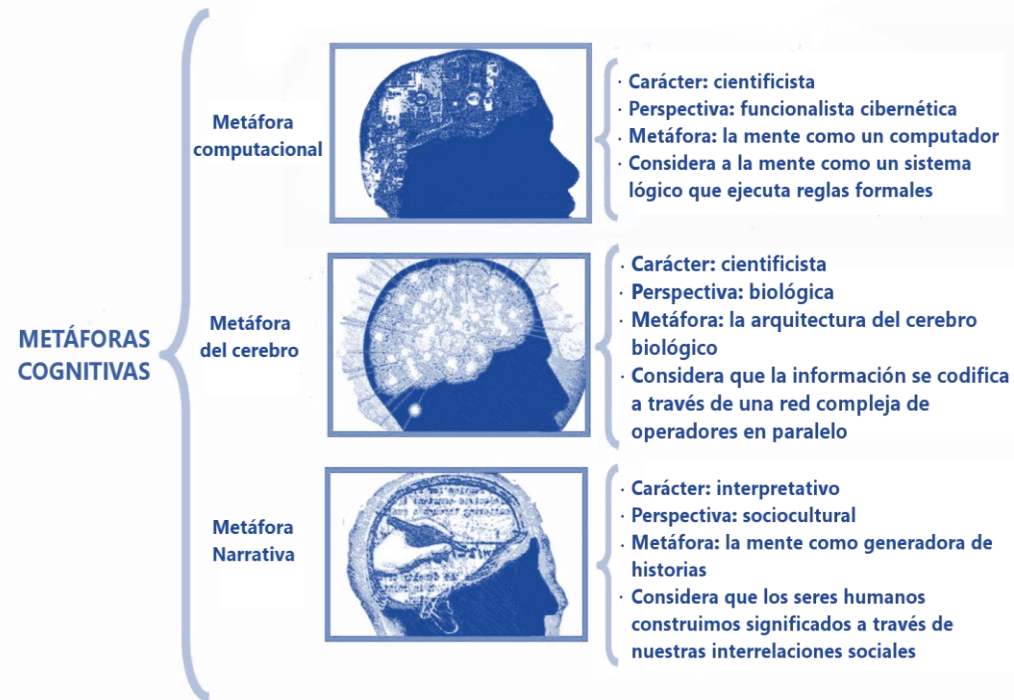 METÁFORAS
COGNITIVAS
Metáfora
computacional
· Carácter: cientificista
· Perspectiva: funcionalista cibernética
· Metáfora: la mente como un computador
· Considera a la mente como un sistema
lógico que ejecuta reglas formales
Metáfora
del cerebro
· Carácter: cientificista
· Perspectiva: biológica
· Metáfora: la arquitectura del cerebro
biológico
· Considera que la información se codifica
a través de una red compleja de
operadores en paralelo
Metáfora
Narrativa
· Carácter: interpretativo
· Perspectiva: sociocultural
· Metáfora: la mente como generadora de
historias
· Considera que los seres humanos
construimos significados a través de
nuestras interrelaciones sociales